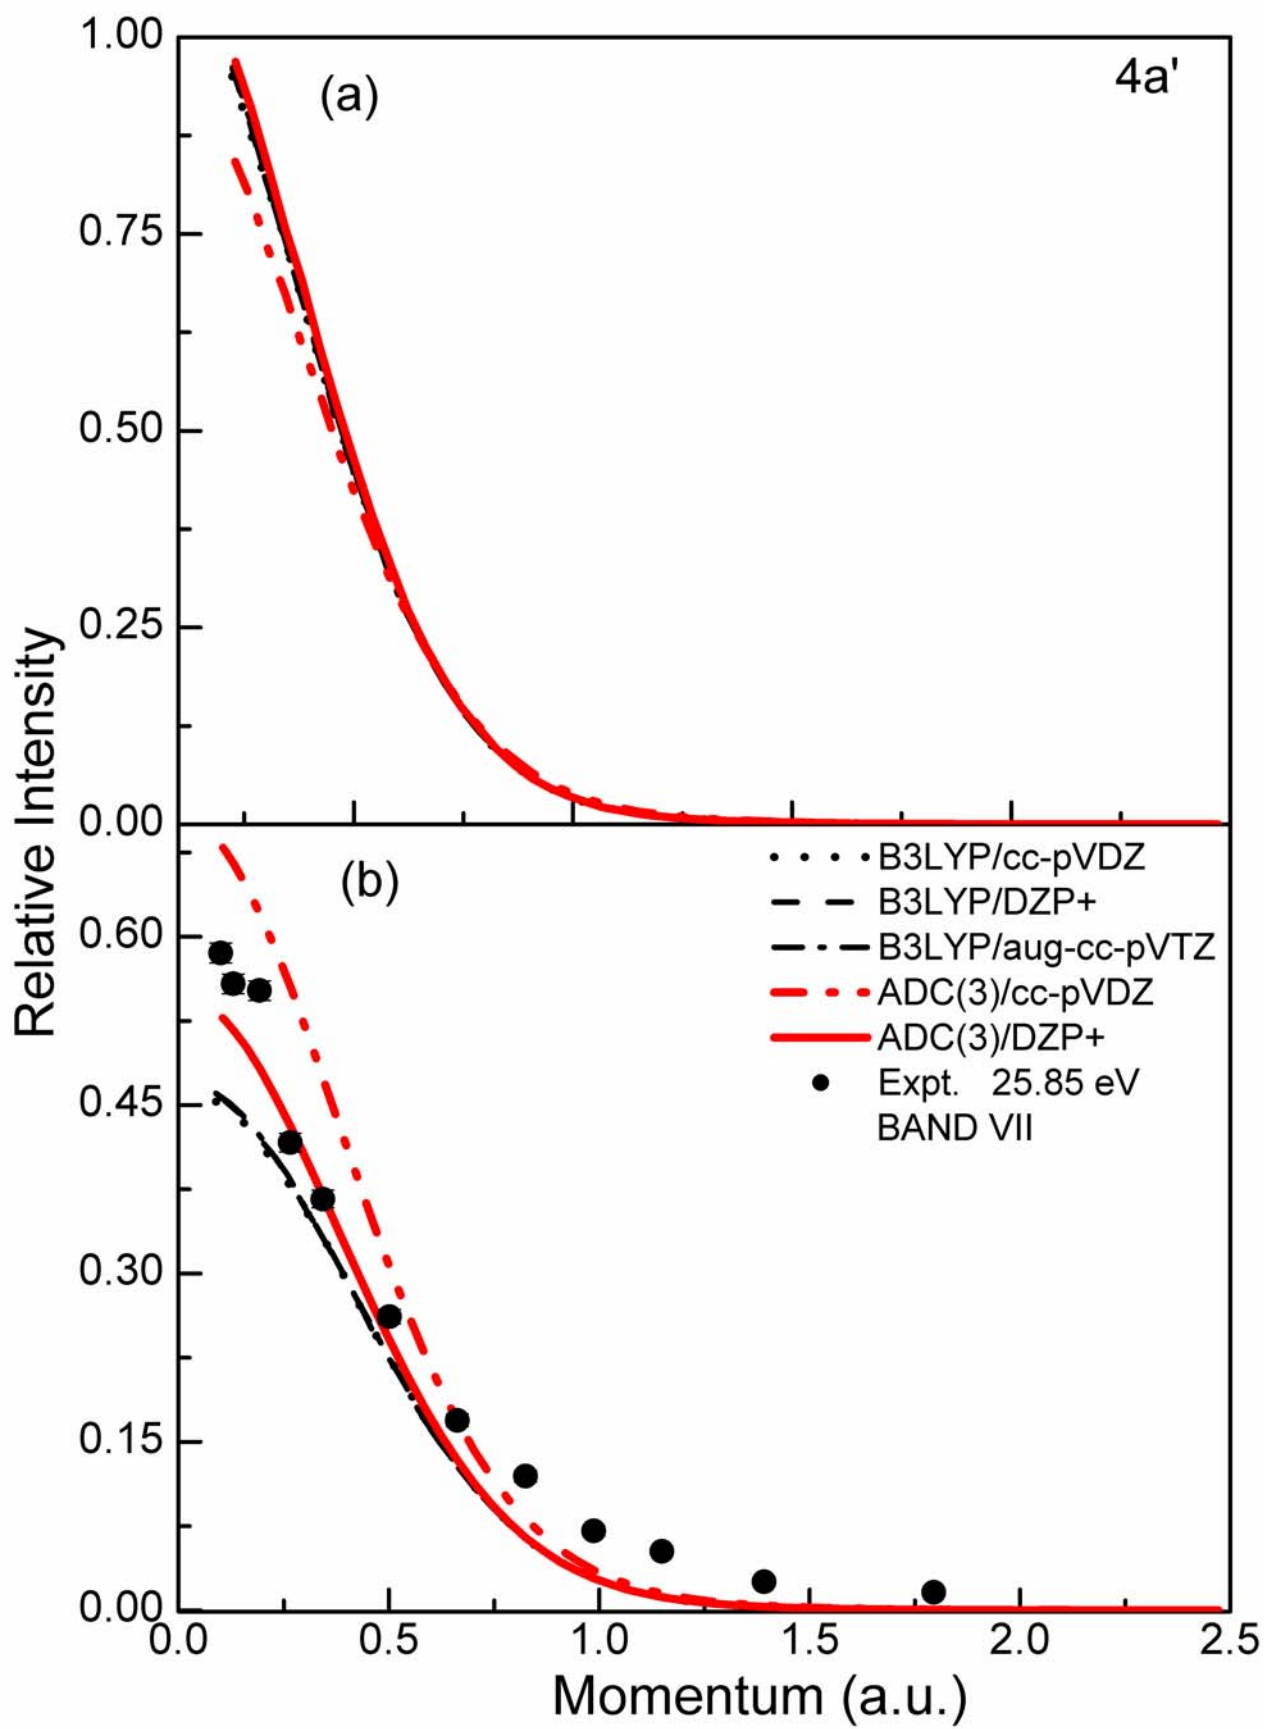 1.00
(a)
4a'
0.75
0.50
0.25
0.00
Relative Intensity
(b)
B3LYP/cc-pVDZ
B3LYP/DZP+
B3LYP/aug-cc-pVTZ
ADC(3)/cc-pVDZ
ADC(3)/DZP+
Expt. 25.85 eV
BAND VII
0.60
0.45
0.30
0.15
0.00
0.0 0.5 1.0 1.5 2.0 2.5
Momentum (a.u.)